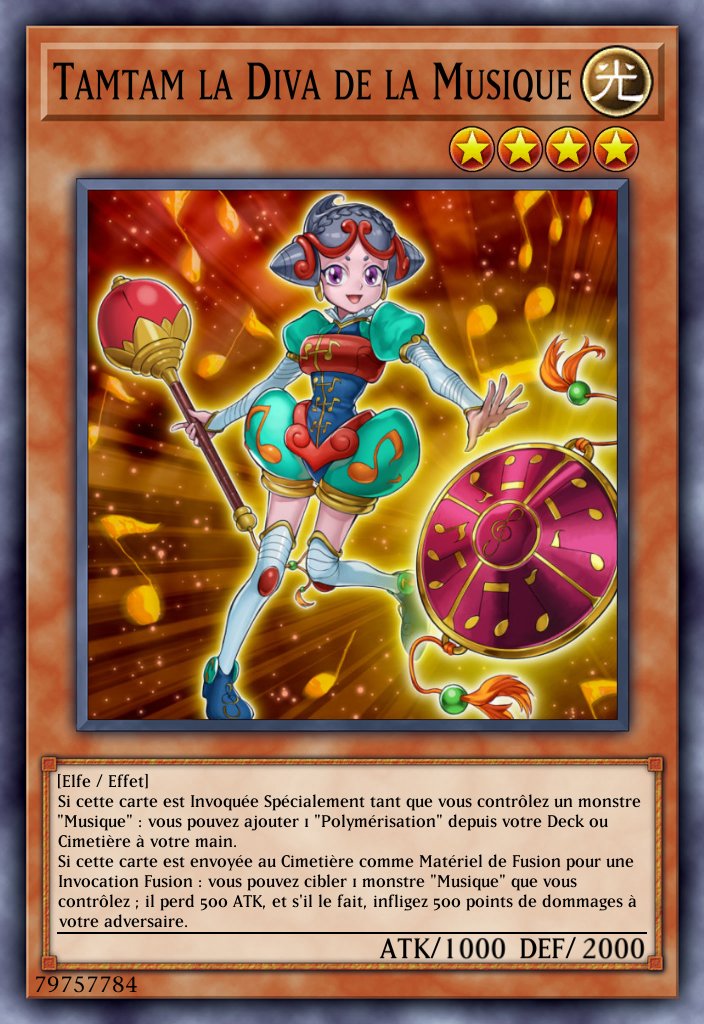 Tamtam la Diva de la Musique
光
[Elfe / Effet]
Si cette carte est Invoquée Spécialement tant que vous contrôlez un monstre
"Musique" : vous pouvez ajouter 1 "Polymérisation" depuis votre Deck ou
Cimetière à votre main.
Si cette carte est envoyée au Cimetière comme Matériel de Fusion pour une
Invocation Fusion : vous pouvez cibler 1 monstre "Musique" que vous
contrôlez ; il perd 500 ATK, et s'il le fait, infligez 500 points de dommages à
votre adversaire.
ATK/1000 DEF/ 2000
79757784